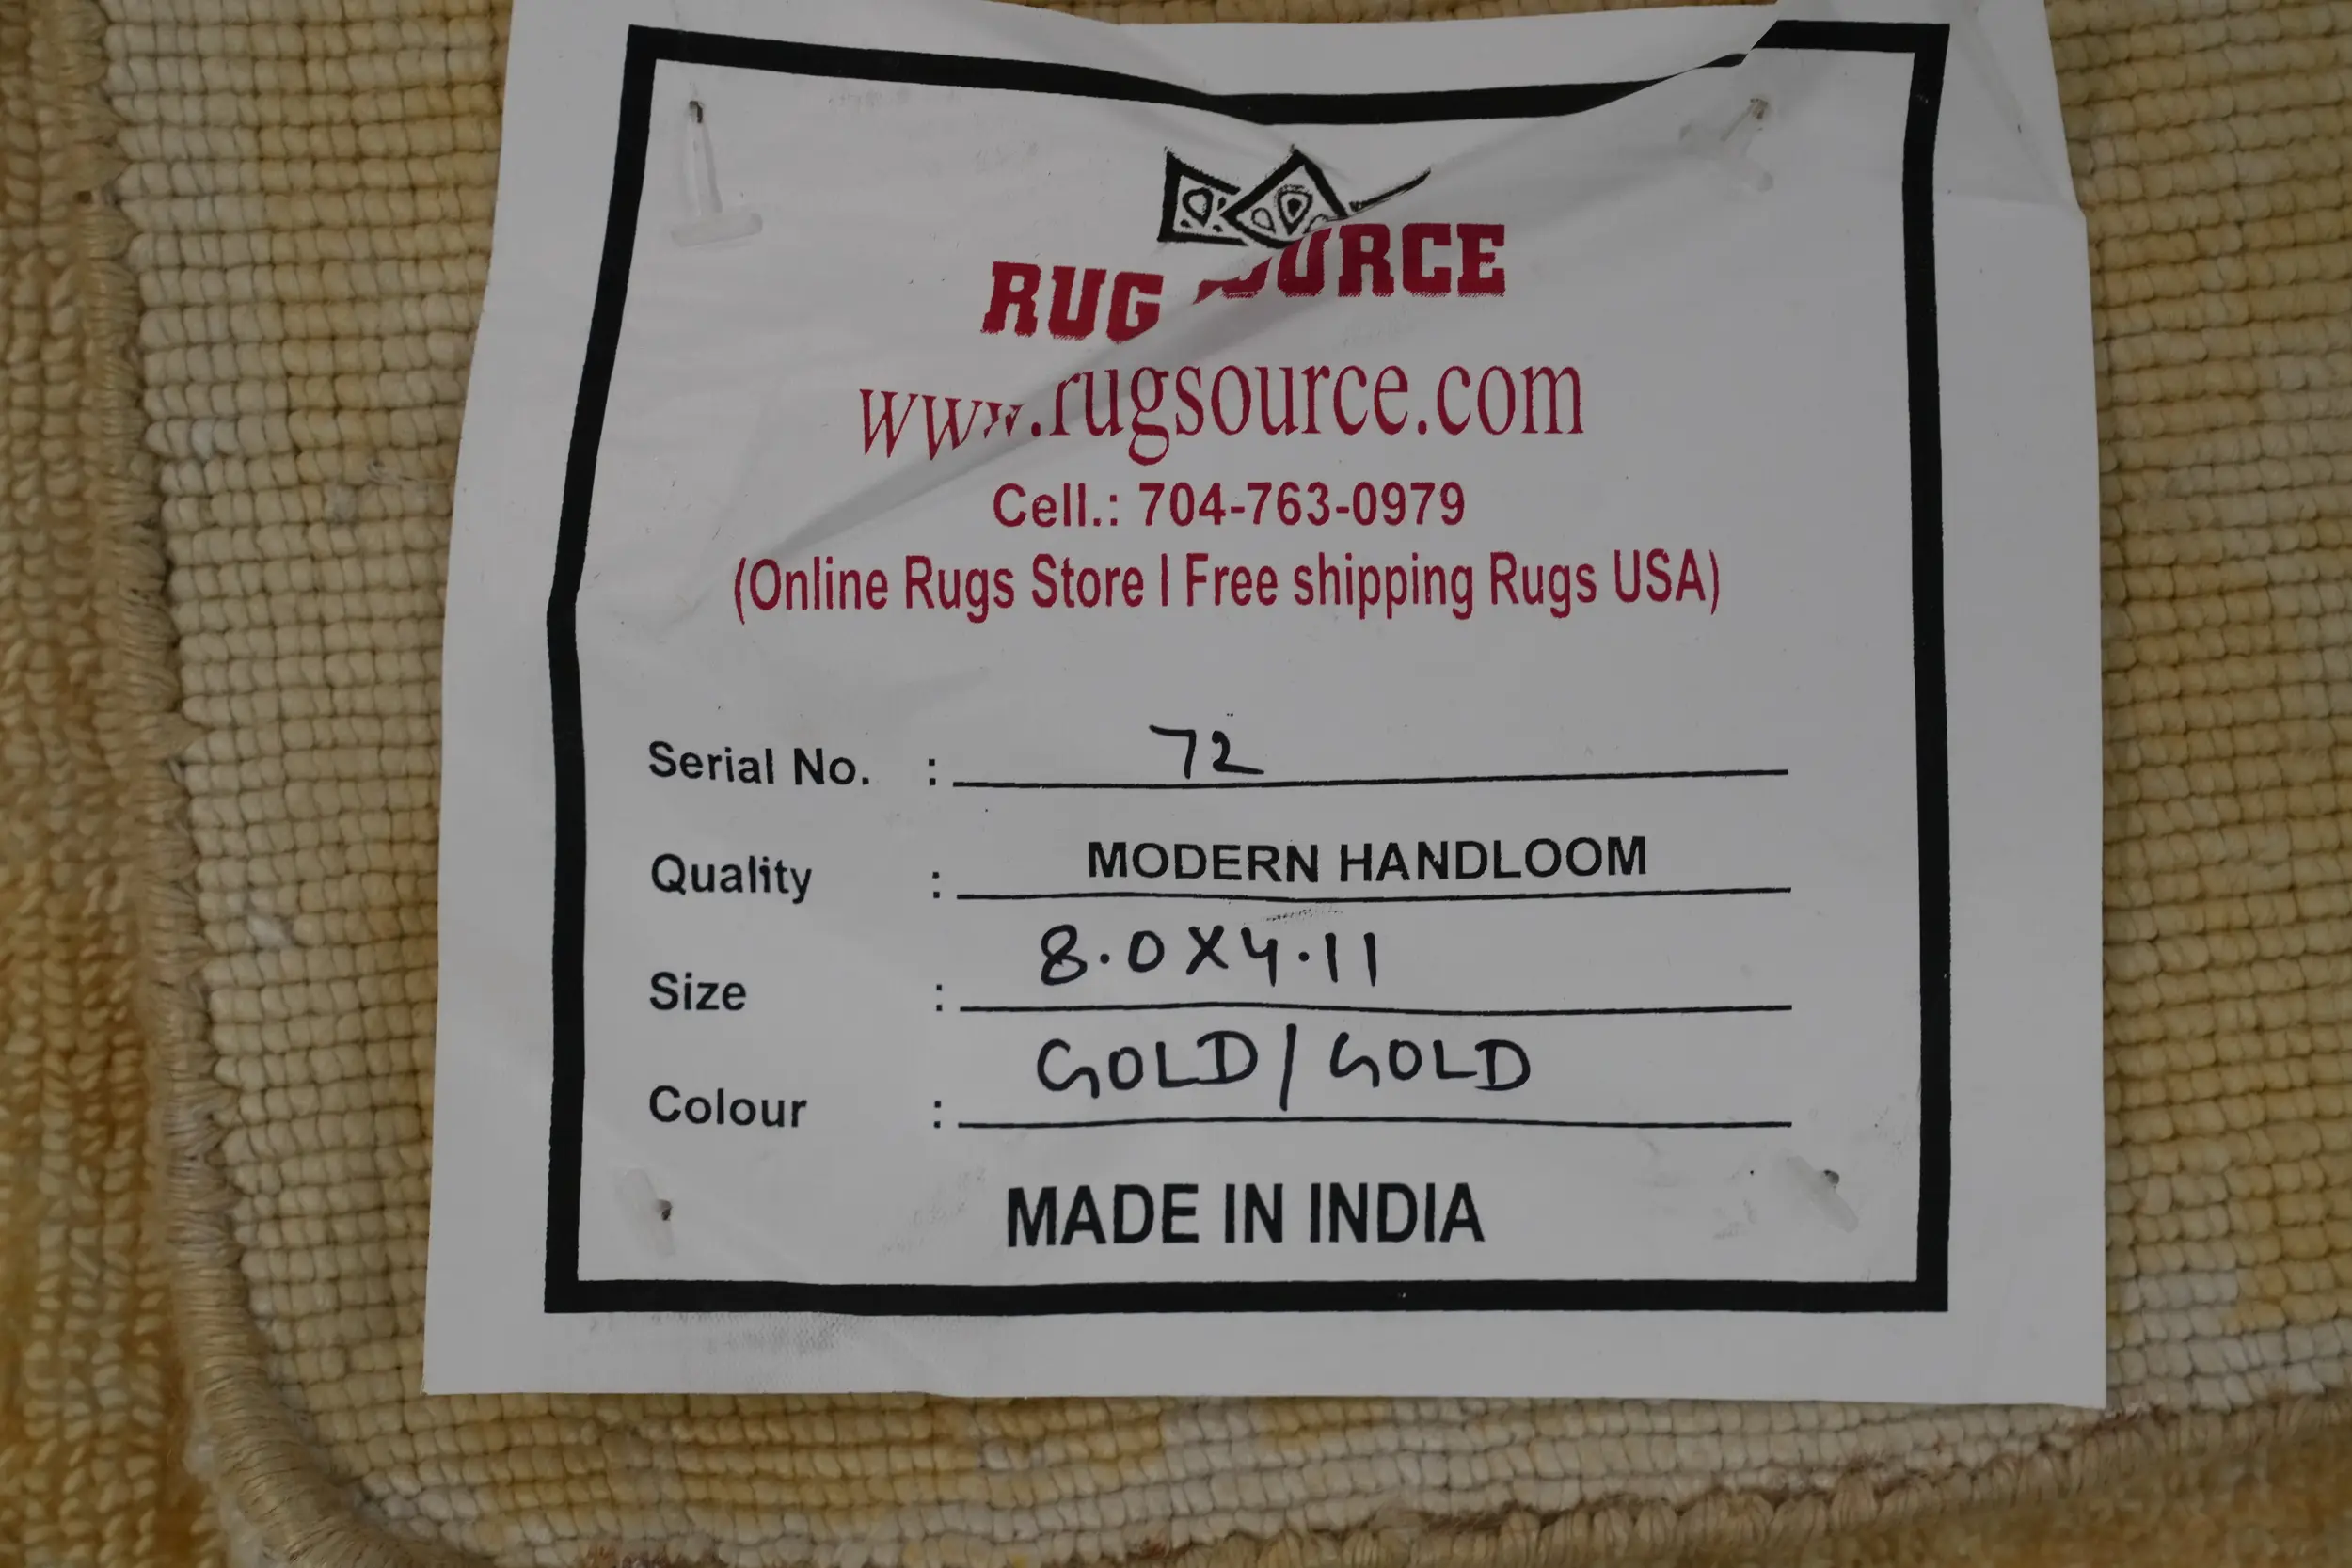 RUG SOURCE
www.rugsource.com
Cell.: 704-763-0979
(Online Rugs Store I Free shipping Rugs USA)
Serial No. : 72
Quality : MODERN HANDLOOM
Size : 8.0X4.11
Colour : GOLD/GOLD
MADE IN INDIA